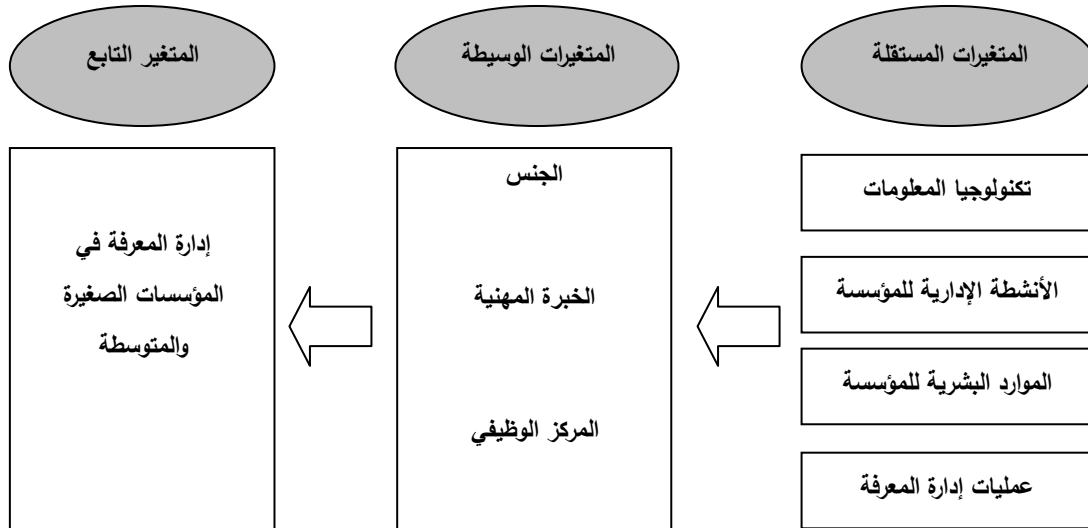 المتغيرات المستقلة
المتغيرات الوسيطة
المتغير التابع
تكنولوجيا المعلومات
الأنشطة الإدارية للمؤسسة
الموارد البشرية للمؤسسة
عمليات إدارة المعرفة
الجنس
الخبرة المهنية
المركز الوظيفي
إدارة المعرفة في
المؤسسات الصغيرة
والمتوسطة